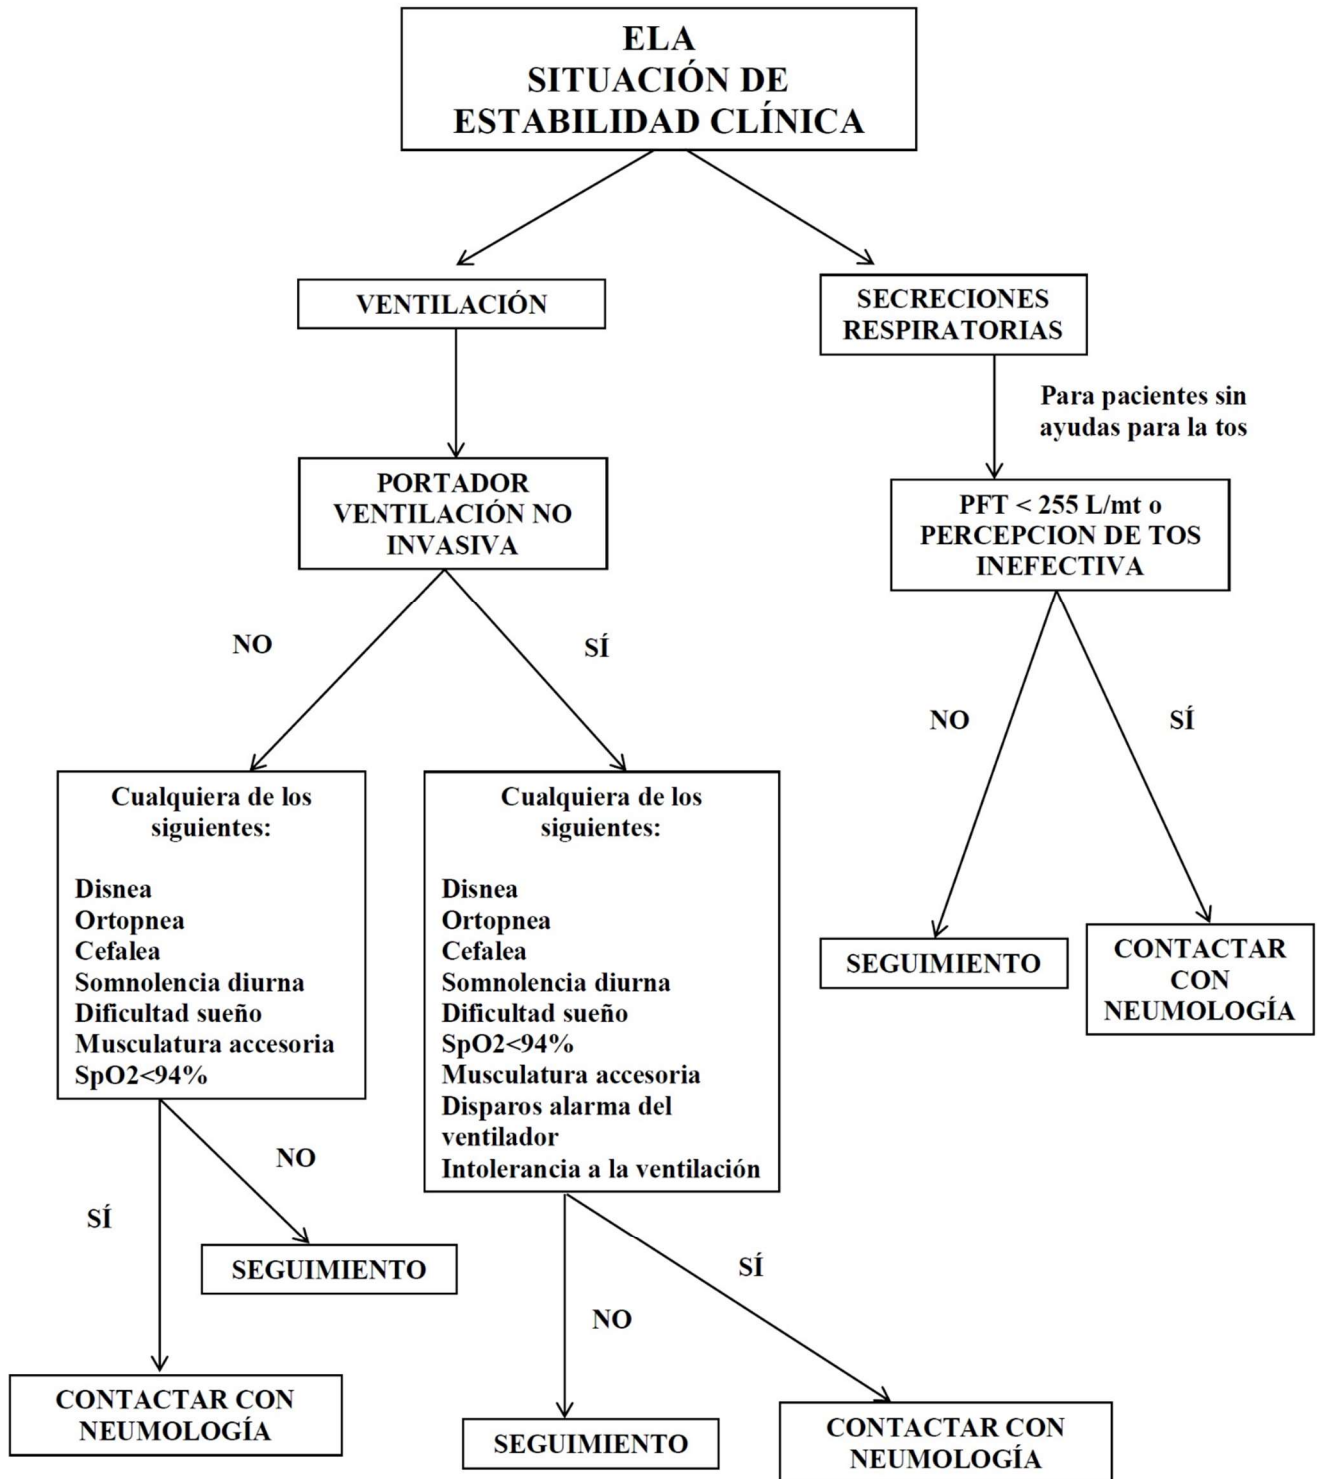 ELA
SITUACIÓN DE
ESTABILIDAD CLÍNICA
VENTILACIÓN
SECRECIONES
RESPIRATORIAS
Para pacientes sin
ayudas para la tos
PORTADOR
VENTILACIÓN NO
INVASIVA
PFT < 255 L/mt o
PERCEPCION DE TOS
INEFECTIVA
NO
SÍ
NO
SÍ
Cualquiera de los
siguientes:
Disnea
Ortopnea
Cefalea
Somnolencia diurna
Dificultad sueño
Musculatura accesoria
SpO2<94%
Cualquiera de los
siguientes:
Disnea
Ortopnea
Cefalea
Somnolencia diurna
Dificultad sueño
SpO2<94%
Musculatura accesoria
Disparos alarma del
ventilador
Intolerancia a la ventilación
SEGUIMIENTO
CONTACTAR
CON
NEUMOLOGÍA
NO
SÍ
SEGUIMIENTO
SÍ
NO
CONTACTAR CON
NEUMOLOGÍA
SEGUIMIENTO
CONTACTAR CON
NEUMOLOGÍA